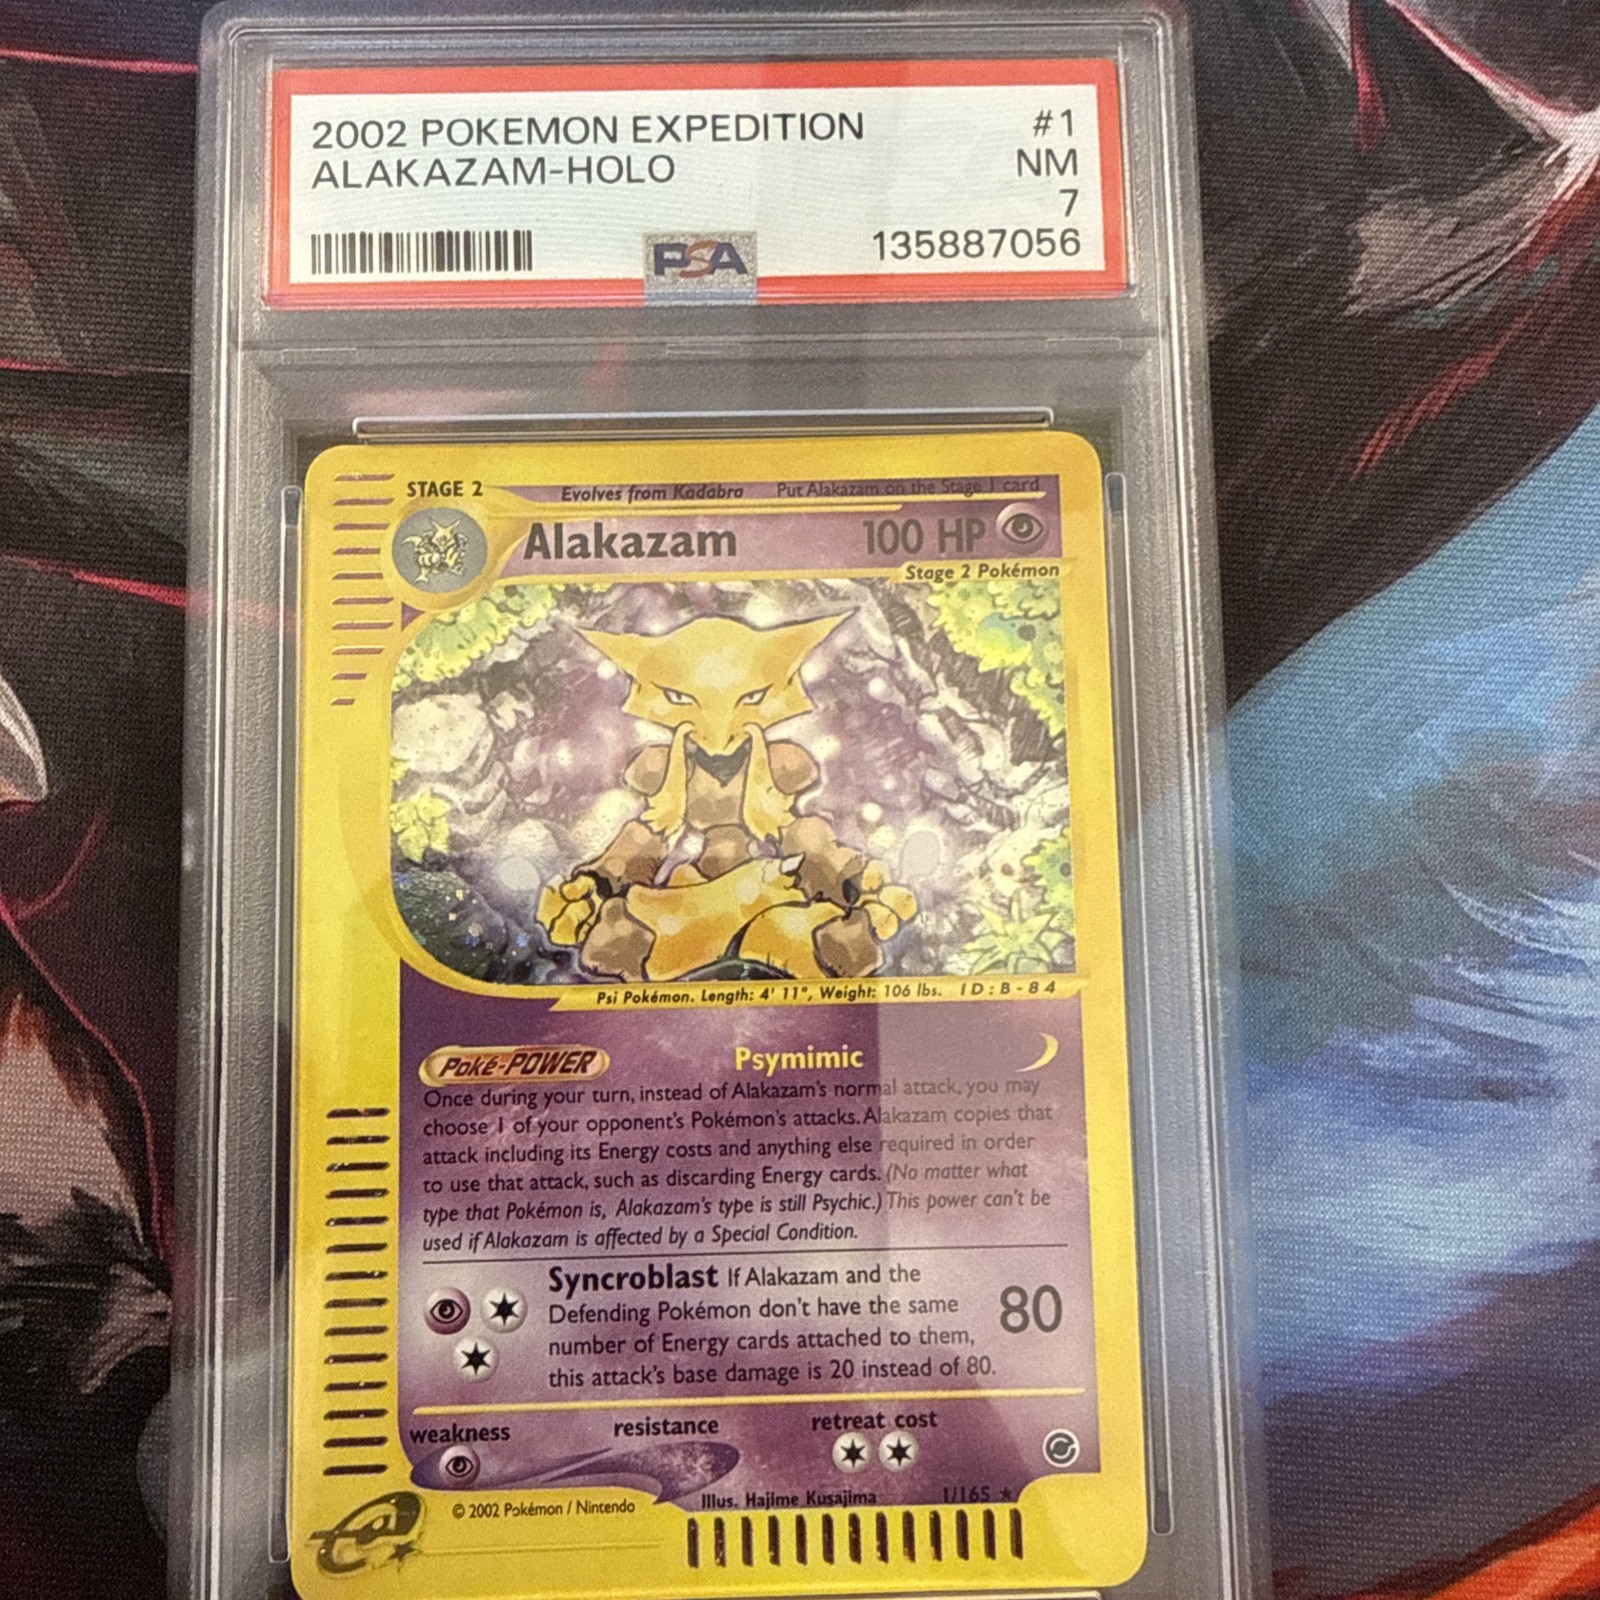 2002 POKEMON EXPEDITION #1
ALAKAZAM-HOLO NM
7
PSA 135887056
STAGE 2 Evolves from Kadabra Put Alakazam on the Stage 1 card
Alakazam 100 HP
Stage 2 Pokémon
Psi Pokémon. Length: 4' 11", Weight: 106 lbs. ID:B-84
Poké-POWER Psymimic
Once during your turn, instead of Alakazam's normal attack, you may
choose 1 of your opponent's Pokémon's attacks. Alakazam copies that
attack including its Energy costs and anything else required in order
to use that attack, such as discarding Energy cards. (No matter what
type that Pokémon is, Alakazam's type is still Psychic.) This power can't be
used if Alakazam is affected by a Special Condition.
Syncroblast If Alakazam and the
Defending Pokémon don't have the same
number of Energy cards attached to them,
this attack's base damage is 20 instead of 80.
80
weakness resistance retreat cost
Illus. Hajime Kusajima 1/165 ★
© 2002 Pokémon / Nintendo
e